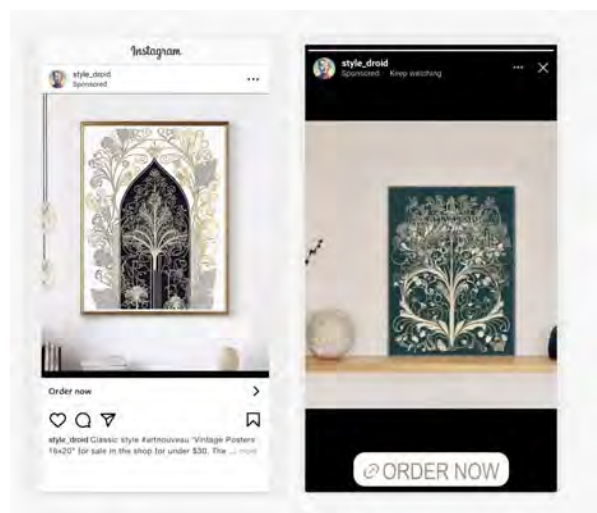 Instagram
style_droid
Sponsored
Order now
style_droid Classic style #artnouveau "Vintage Posters
16x20" for sale in the shop for under $30. The ... more
style_droid
Sponsored Keep watching
ORDER NOW